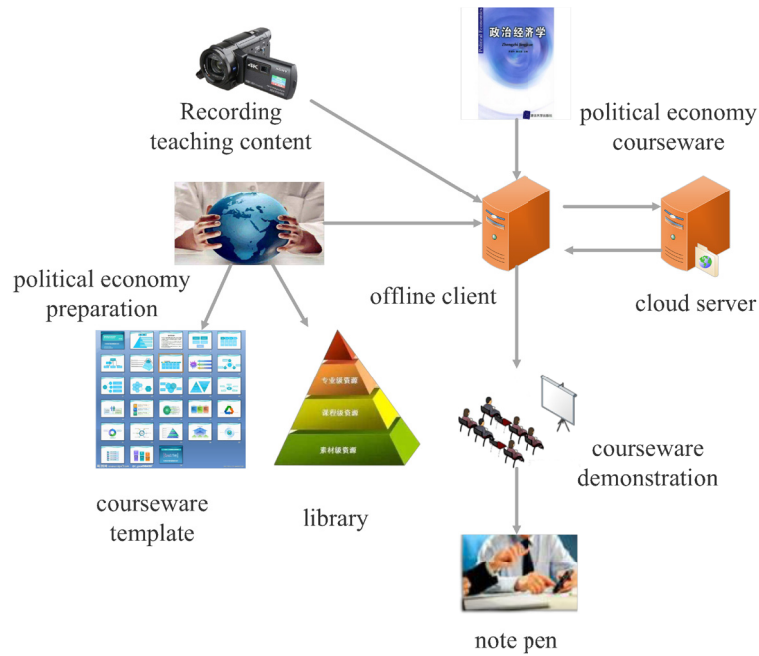 政治经济学
Recording
teaching content
political economy
courseware
political economy
preparation
offline client
cloud server
专业级资源
课程级资源
素材级资源
courseware
template
library
courseware
demonstration
note pen